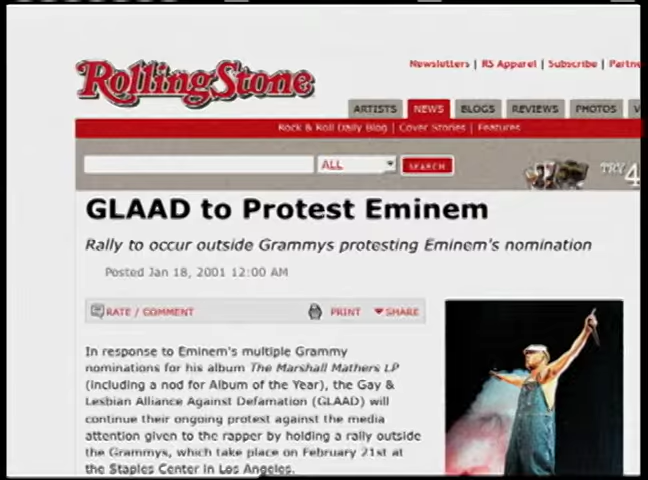 RollingStone
Newsletters | RS Apparel | Subscribe | Partne
ARTISTS NEWS BLOGS REVIEWS PHOTOS V
Rock & Roll Daily Blog | Cover Stories | Features
ALL SEARCH
TRY 4
GLAAD to Protest Eminem
Rally to occur outside Grammys protesting Eminem's nomination
Posted Jan 18, 2001 12:00 AM
RATE / COMMENT PRINT SHARE
In response to Eminem's multiple Grammy
nominations for his album The Marshall Mathers LP
(including a nod for Album of the Year), the Gay &
Lesbian Alliance Against Defamation (GLAAD) will
continue their ongoing protest against the media
attention given to the rapper by holding a rally outside
the Grammys, which take place on February 21st at
the Staples Center in Los Angeles.